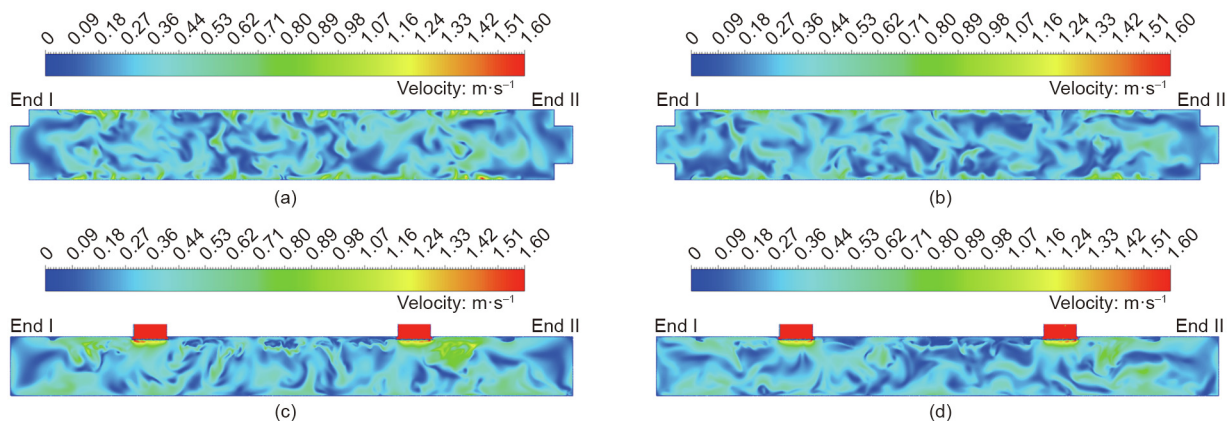 0 0.09 0.18 0.27 0.36 0.44 0.53 0.62 0.71 0.80 0.89 0.98 1.07 1.16 1.24 1.33 1.42 1.51 1.60
Velocity: m·s⁻¹
End I End II
(a)
0 0.09 0.18 0.27 0.36 0.44 0.53 0.62 0.71 0.80 0.89 0.98 1.07 1.16 1.24 1.33 1.42 1.51 1.60
Velocity: m·s⁻¹
End I End II
(b)
0 0.09 0.18 0.27 0.36 0.44 0.53 0.62 0.71 0.80 0.89 0.98 1.07 1.16 1.24 1.33 1.42 1.51 1.60
Velocity: m·s⁻¹
End I End II
(c)
0 0.09 0.18 0.27 0.36 0.44 0.53 0.62 0.71 0.80 0.89 0.98 1.07 1.16 1.24 1.33 1.42 1.51 1.60
Velocity: m·s⁻¹
End I End II
(d)